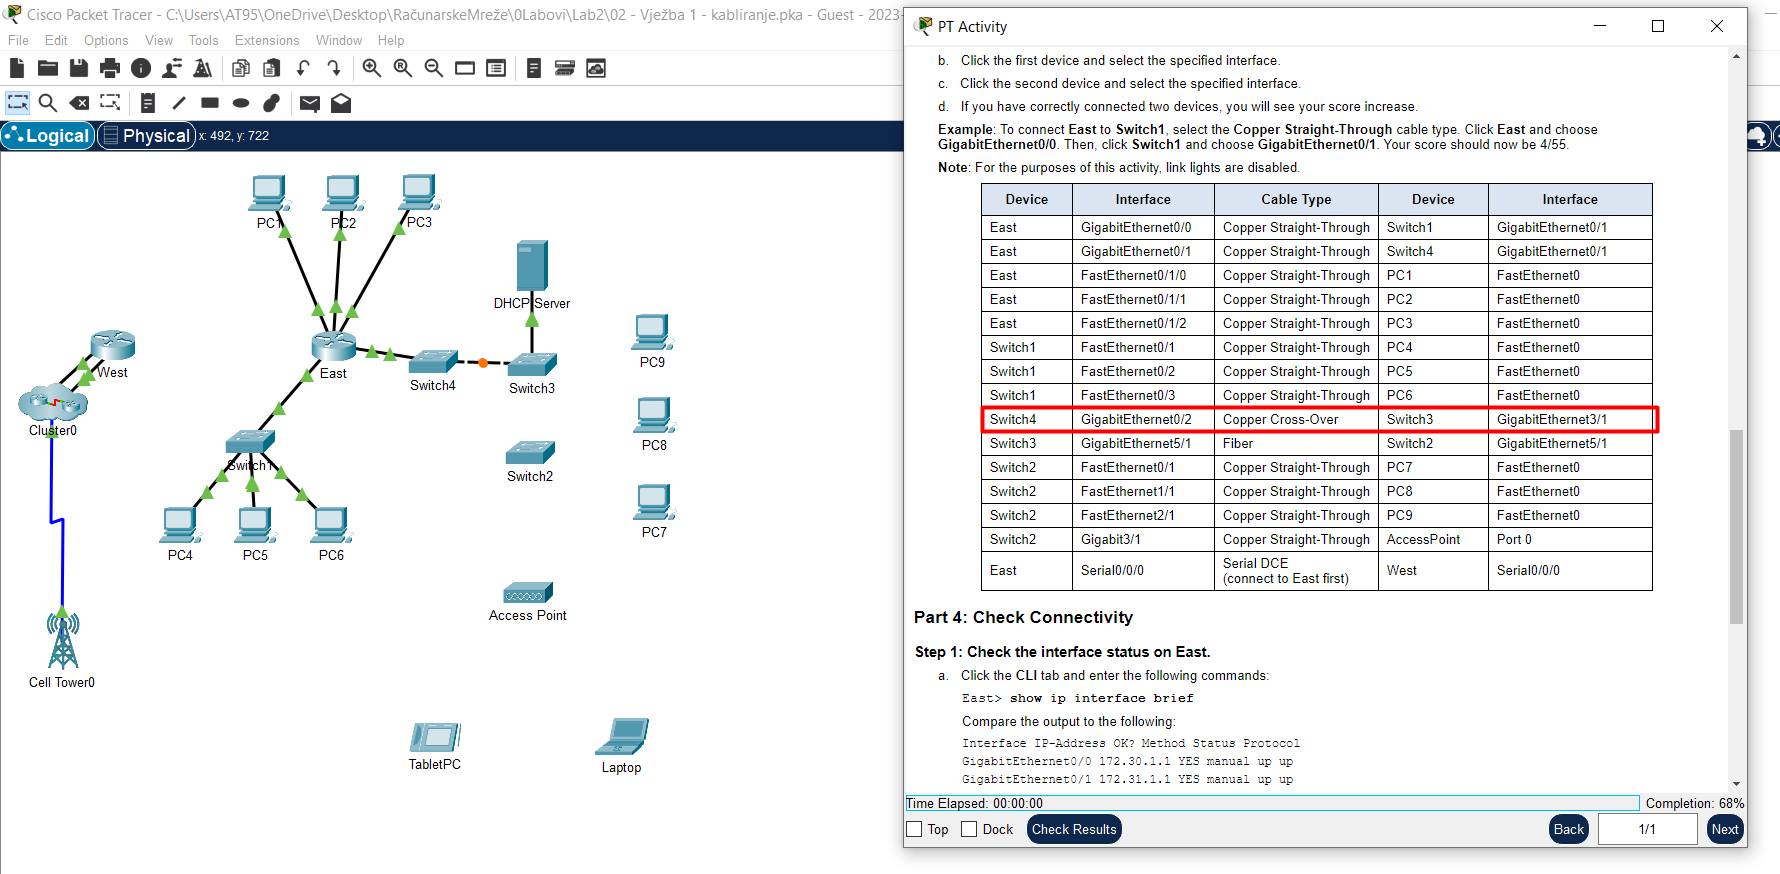 Cisco Packet Tracer - C:\Users\AT95\OneDrive\Desktop\RačunarskeMreže\0Labovi\Lab2\02 - Vježba 1 - kabliranje.pka - Guest - 2023-
File Edit Options View Tools Extensions Window Help
Logical Physical x: 492, y: 722
PC1 PC2 PC3
DHCP Server
PC9
West East Switch4 Switch3
Cluster0
PC8
Switch1 Switch2
PC7
PC4 PC5 PC6
Access Point
Cell Tower0
TabletPC Laptop
PT Activity
b. Click the first device and select the specified interface.
c. Click the second device and select the specified interface.
d. If you have correctly connected two devices, you will see your score increase.
Example: To connect East to Switch1, select the Copper Straight-Through cable type. Click East and choose
GigabitEthernet0/0. Then, click Switch1 and choose GigabitEthernet0/1. Your score should now be 4/55.
Note: For the purposes of this activity, link lights are disabled.
Device Interface Cable Type Device Interface
East GigabitEthernet0/0 Copper Straight-Through Switch1 GigabitEthernet0/1
East GigabitEthernet0/1 Copper Straight-Through Switch4 GigabitEthernet0/1
East FastEthernet0/1/0 Copper Straight-Through PC1 FastEthernet0
East FastEthernet0/1/1 Copper Straight-Through PC2 FastEthernet0
East FastEthernet0/1/2 Copper Straight-Through PC3 FastEthernet0
Switch1 FastEthernet0/1 Copper Straight-Through PC4 FastEthernet0
Switch1 FastEthernet0/2 Copper Straight-Through PC5 FastEthernet0
Switch1 FastEthernet0/3 Copper Straight-Through PC6 FastEthernet0
Switch4 GigabitEthernet0/2 Copper Cross-Over Switch3 GigabitEthernet3/1
Switch3 GigabitEthernet5/1 Fiber Switch2 GigabitEthernet5/1
Switch2 FastEthernet0/1 Copper Straight-Through PC7 FastEthernet0
Switch2 FastEthernet1/1 Copper Straight-Through PC8 FastEthernet0
Switch2 FastEthernet2/1 Copper Straight-Through PC9 FastEthernet0
Switch2 Gigabit3/1 Copper Straight-Through AccessPoint Port 0
East Serial0/0/0 Serial DCE
(connect to East first) West Serial0/0/0
Part 4: Check Connectivity
Step 1: Check the interface status on East.
a. Click the CLI tab and enter the following commands:
East> show ip interface brief
Compare the output to the following:
Interface IP-Address OK? Method Status Protocol
GigabitEthernet0/0 172.30.1.1 YES manual up up
GigabitEthernet0/1 172.31.1.1 YES manual up up
Time Elapsed: 00:00:00 Completion: 68%
Top Dock Check Results Back 1/1 Next